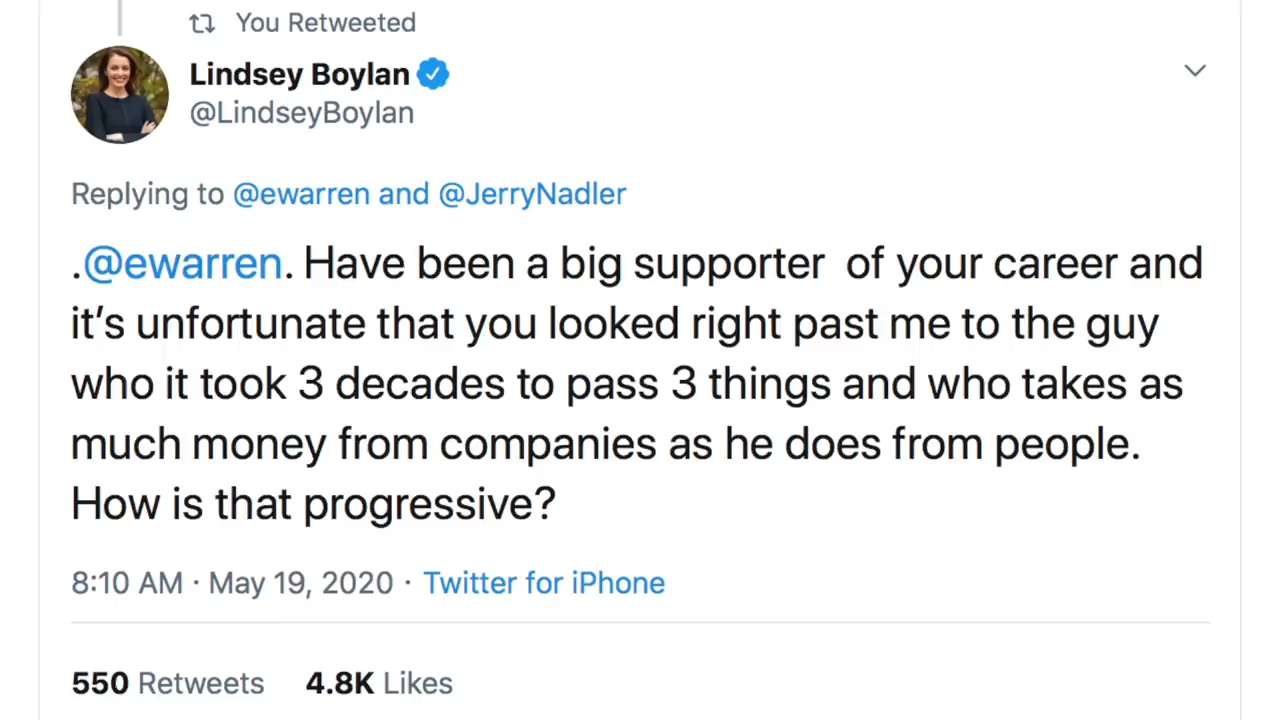 You Retweeted
Lindsey Boylan
@LindseyBoylan
Replying to @ewarren and @JerryNadler
.@ewarren. Have been a big supporter  of your career and
it’s unfortunate that you looked right past me to the guy
who it took 3 decades to pass 3 things and who takes as
much money from companies as he does from people.
How is that progressive?
8:10 AM · May 19, 2020 · Twitter for iPhone
550 Retweets 4.8K Likes